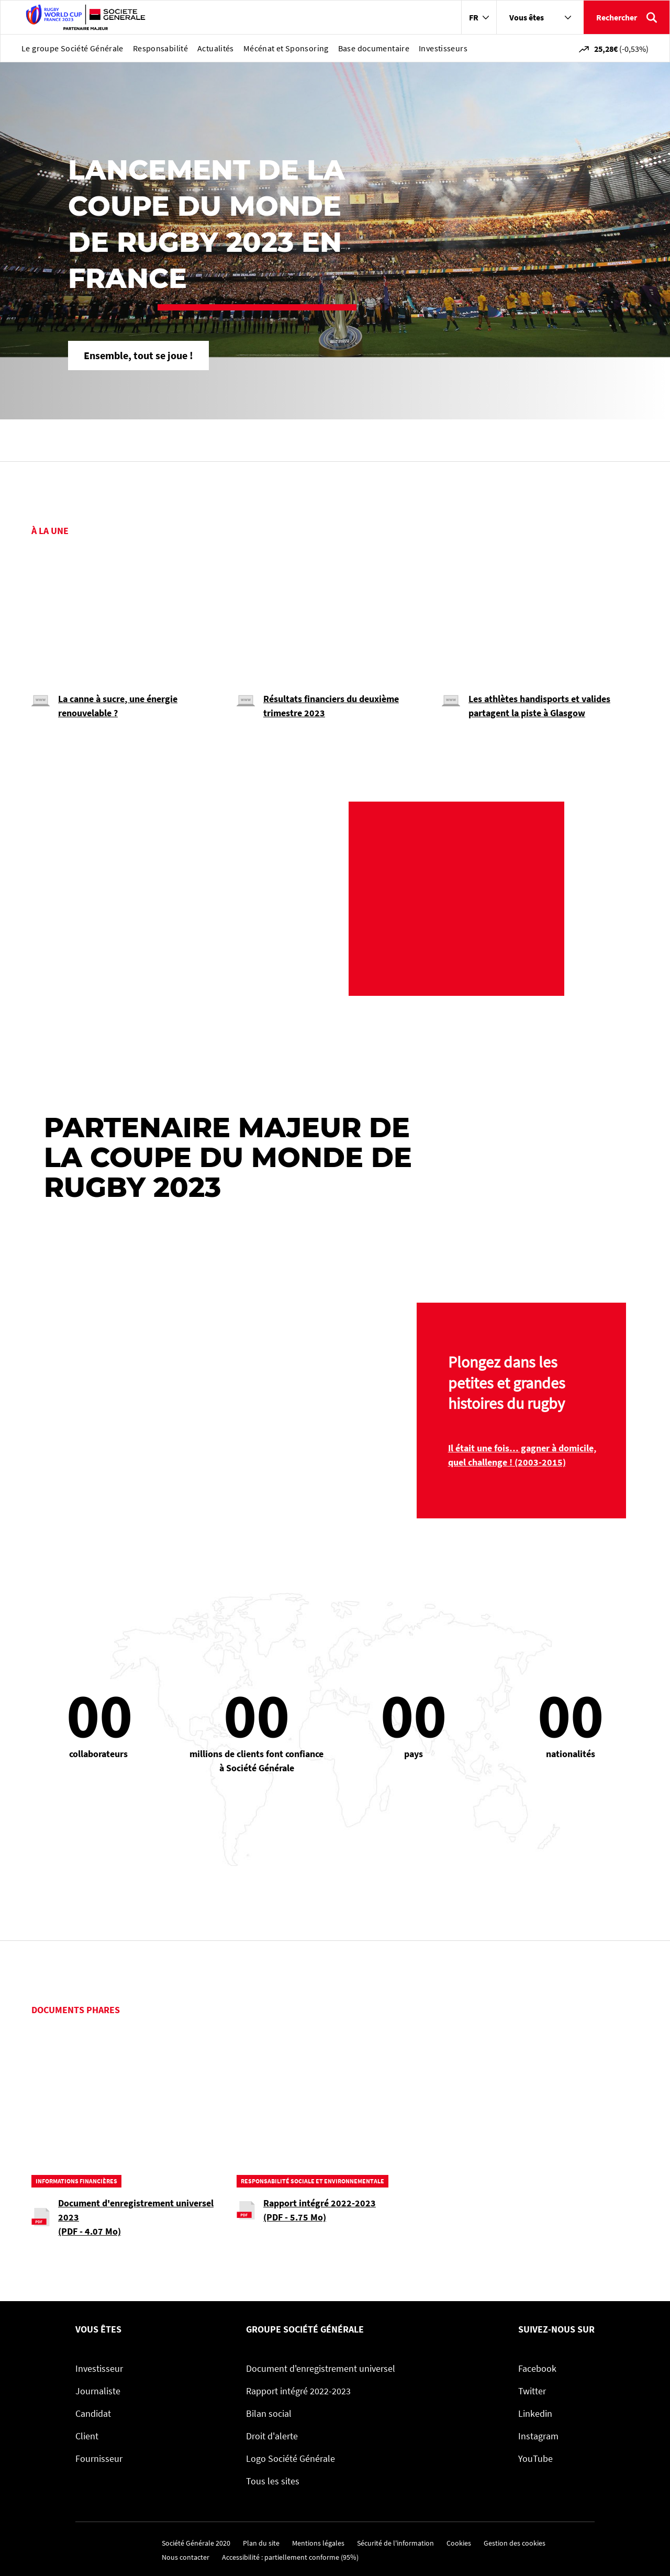 RUGBY
WORLD CUP
FRANCE 2023
SOCIETE
GENERALE
PARTENAIRE MAJEUR
FR
Vous êtes
Rechercher
Le groupe Société Générale
Responsabilité
Actualités
Mécénat et Sponsoring
Base documentaire
Investisseurs
25,28€ (-0,53%)
LANCEMENT DE LA
COUPE DU MONDE
DE RUGBY 2023 EN
FRANCE
Ensemble, tout se joue !
À LA UNE
La canne à sucre, une énergie
renouvelable ?
Résultats financiers du deuxième
trimestre 2023
Les athlètes handisports et valides
partagent la piste à Glasgow
PARTENAIRE MAJEUR DE
LA COUPE DU MONDE DE
RUGBY 2023
Plongez dans les
petites et grandes
histoires du rugby
Il était une fois… gagner à domicile,
quel challenge ! (2003-2015)
00
collaborateurs
00
millions de clients font confiance
à Société Générale
00
pays
00
nationalités
DOCUMENTS PHARES
INFORMATIONS FINANCIÈRES
PDF
Document d'enregistrement universel
2023
(PDF - 4.07 Mo)
RESPONSABILITÉ SOCIALE ET ENVIRONNEMENTALE
PDF
Rapport intégré 2022-2023
(PDF - 5.75 Mo)
VOUS ÊTES
Investisseur
Journaliste
Candidat
Client
Fournisseur
GROUPE SOCIÉTÉ GÉNÉRALE
Document d'enregistrement universel
Rapport intégré 2022-2023
Bilan social
Droit d'alerte
Logo Société Générale
Tous les sites
SUIVEZ-NOUS SUR
Facebook
Twitter
Linkedin
Instagram
YouTube
Société Générale 2020
Plan du site
Mentions légales
Sécurité de l'information
Cookies
Gestion des cookies
Nous contacter
Accessibilité : partiellement conforme (95%)